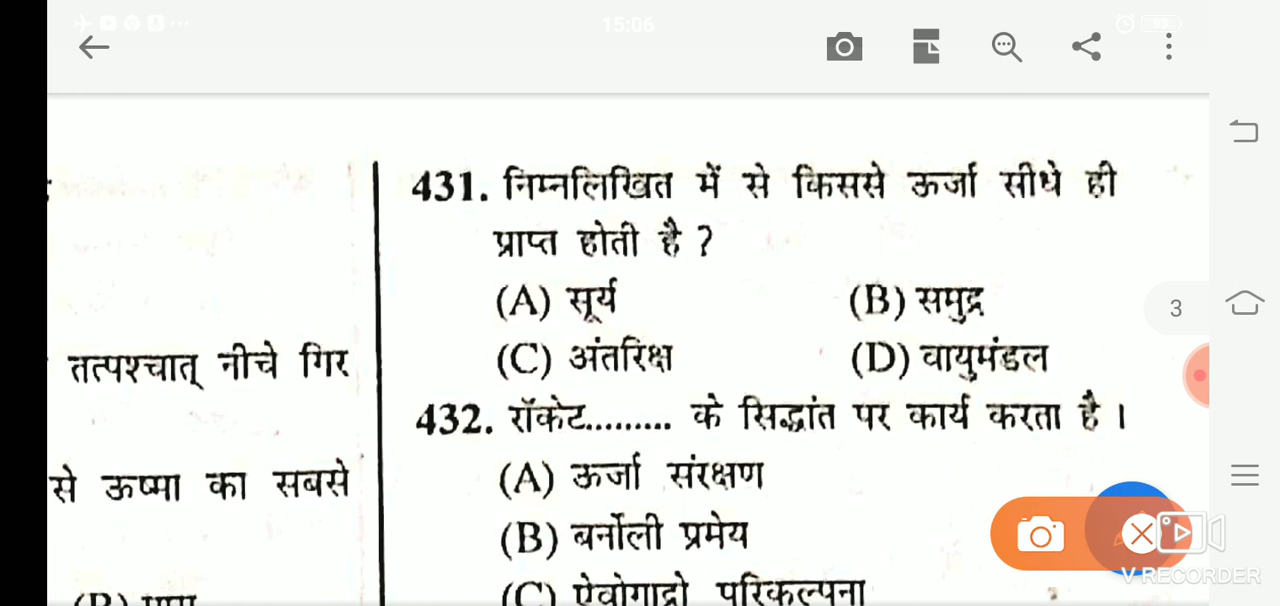 15:06
तत्पश्चात् नीचे गिर
से ऊष्मा का सबसे
431. निम्नलिखित में से किससे ऊर्जा सीधे ही
प्राप्त होती है ?
(A) सूर्य (B) समुद्र
(C) अंतरिक्ष (D) वायुमंडल
432. रॉकेट......... के सिद्धांत पर कार्य करता है ।
(A) ऊर्जा संरक्षण
(B) बर्नोली प्रमेय
(C) ऐवोगाद्रो परिकल्पना
3
V RECORDER